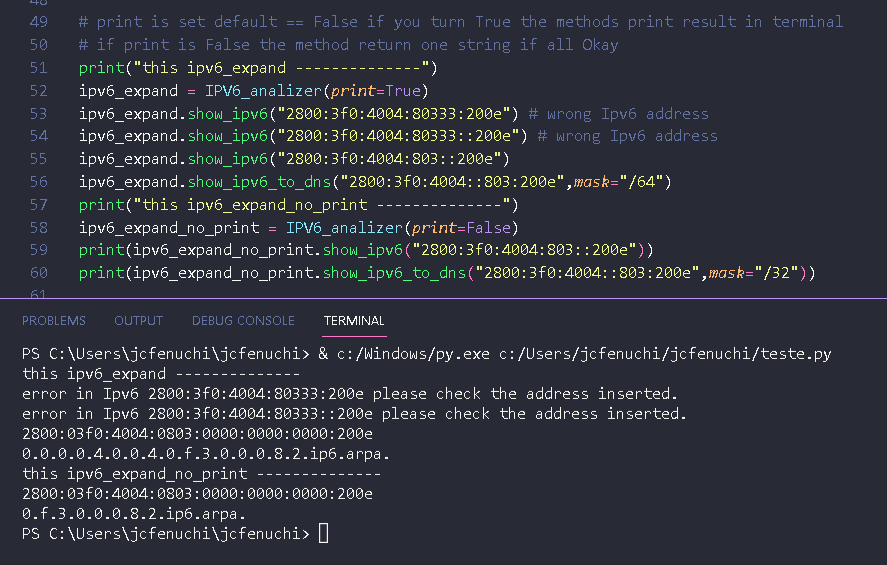 48
49 # print is set default == False if you turn True the methods print result in terminal
50 # if print is False the method return one string if all Okay
51 print("this ipv6_expand --------------")
52 ipv6_expand = IPV6_analizer(print=True)
53 ipv6_expand.show_ipv6("2800:3f0:4004:80333:200e") # wrong Ipv6 address
54 ipv6_expand.show_ipv6("2800:3f0:4004:80333::200e") # wrong Ipv6 address
55 ipv6_expand.show_ipv6("2800:3f0:4004:803::200e")
56 ipv6_expand.show_ipv6_to_dns("2800:3f0:4004::803:200e",mask="/64")
57 print("this ipv6_expand_no_print --------------")
58 ipv6_expand_no_print = IPV6_analizer(print=False)
59 print(ipv6_expand_no_print.show_ipv6("2800:3f0:4004:803::200e"))
60 print(ipv6_expand_no_print.show_ipv6_to_dns("2800:3f0:4004::803:200e",mask="/32"))
61
PROBLEMS OUTPUT DEBUG CONSOLE TERMINAL
PS C:\Users\jcfenuchi\jcfenuchi> & c:/Windows/py.exe c:/Users/jcfenuchi/jcfenuchi/teste.py
this ipv6_expand --------------
error in Ipv6 2800:3f0:4004:80333:200e please check the address inserted.
error in Ipv6 2800:3f0:4004:80333::200e please check the address inserted.
2800:03f0:4004:0803:0000:0000:0000:200e
0.0.0.0.4.0.0.4.0.f.3.0.0.0.8.2.ip6.arpa.
this ipv6_expand_no_print --------------
2800:03f0:4004:0803:0000:0000:0000:200e
0.f.3.0.0.0.8.2.ip6.arpa.
PS C:\Users\jcfenuchi\jcfenuchi>